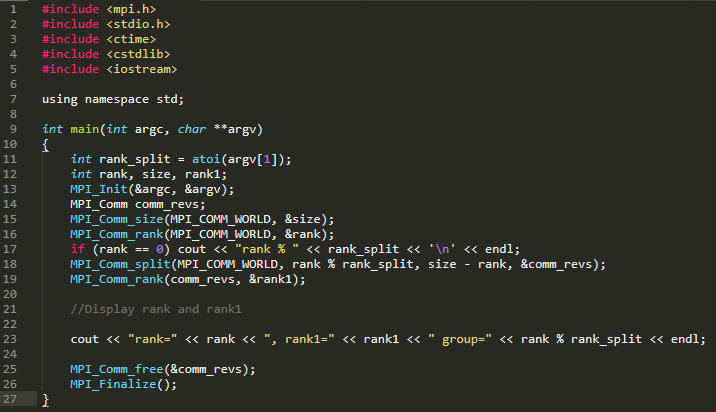 1 #include <mpi.h>
2 #include <stdio.h>
3 #include <ctime>
4 #include <cstdlib>
5 #include <iostream>
6
7 using namespace std;
8
9 int main(int argc, char **argv)
10 {
11     int rank_split = atoi(argv[1]);
12     int rank, size, rank1;
13     MPI_Init(&argc, &argv);
14     MPI_Comm comm_revs;
15     MPI_Comm_size(MPI_COMM_WORLD, &size);
16     MPI_Comm_rank(MPI_COMM_WORLD, &rank);
17     if (rank == 0) cout << "rank % " << rank_split << '\n' << endl;
18     MPI_Comm_split(MPI_COMM_WORLD, rank % rank_split, size - rank, &comm_revs);
19     MPI_Comm_rank(comm_revs, &rank1);
20
21     //Display rank and rank1
22
23     cout << "rank=" << rank << ", rank1=" << rank1 << " group=" << rank % rank_split << endl;
24
25     MPI_Comm_free(&comm_revs);
26     MPI_Finalize();
27 }